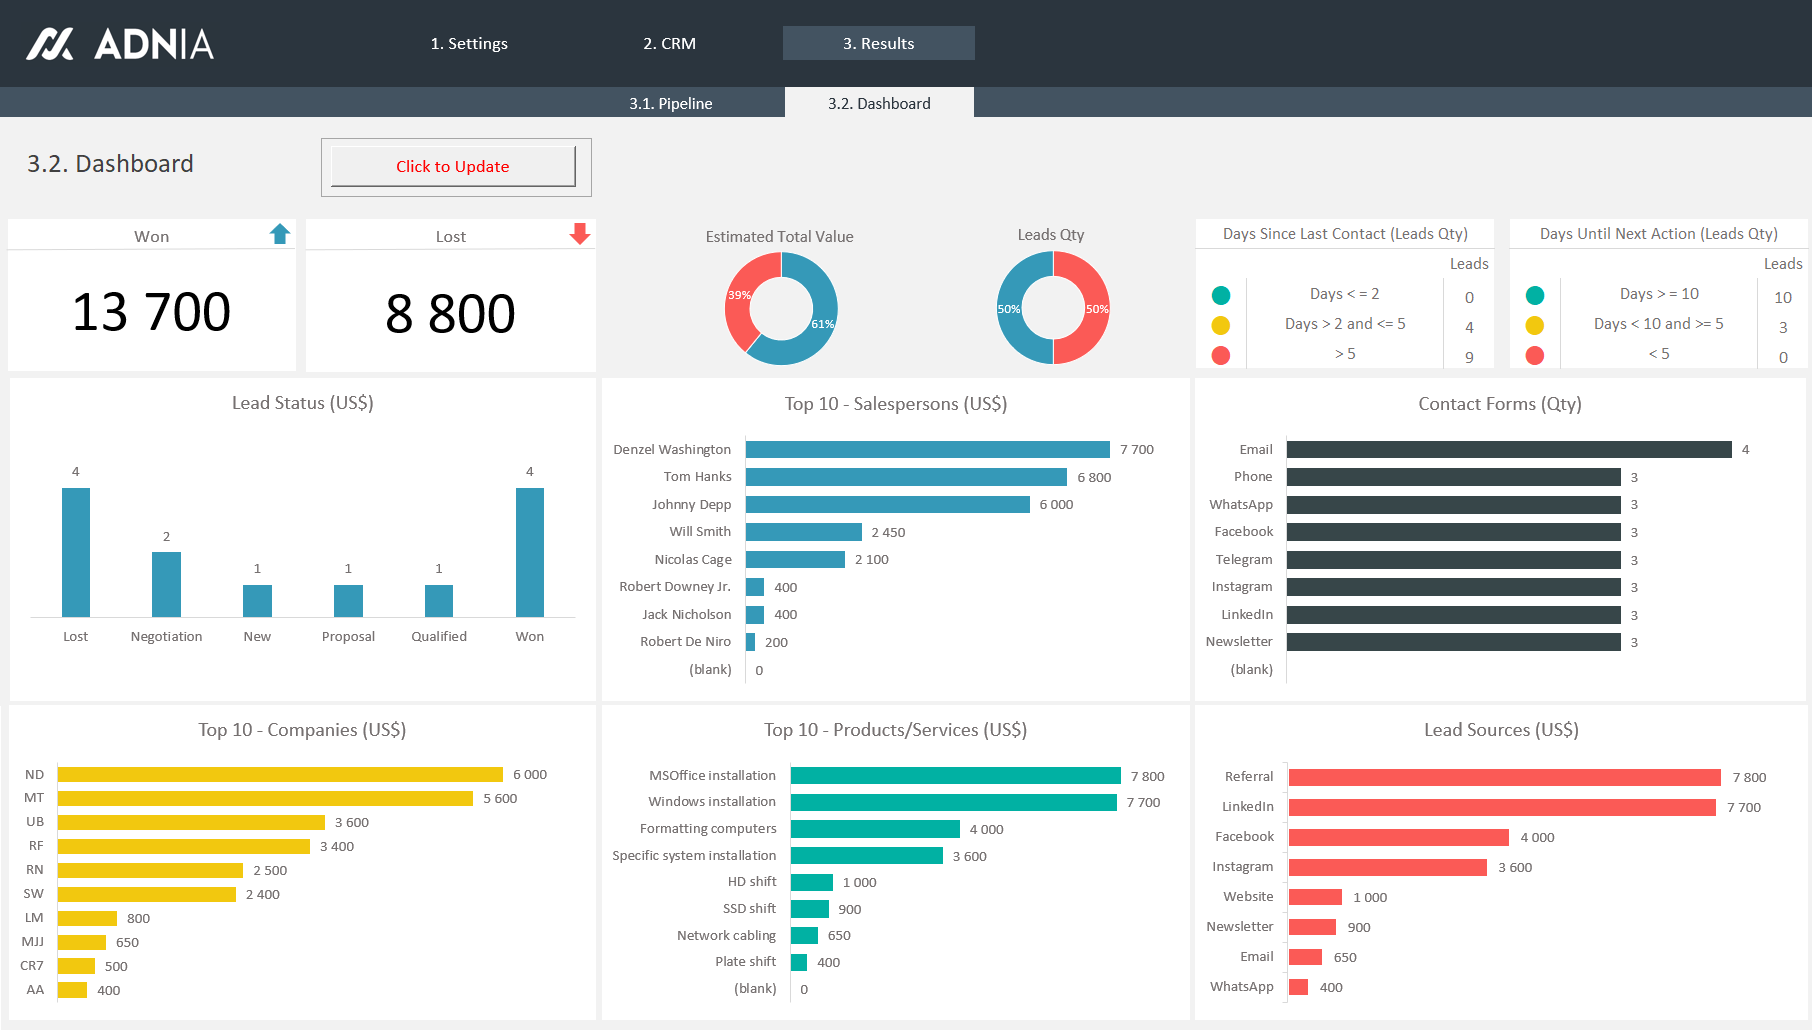 ADNIA
1. Settings
2. CRM
3. Results
3.1. Pipeline
3.2. Dashboard
3.2. Dashboard
Click to Update
Won
13 700
Lost
8 800
Estimated Total Value
39%
61%
Leads Qty
50%
50%
Days Since Last Contact (Leads Qty)
Leads
Days < = 2 0
Days > 2 and <= 5 4
> 5 9
Days Until Next Action (Leads Qty)
Leads
Days > = 10 10
Days < 10 and >= 5 3
< 5 0
Lead Status (US$)
4
2
1
1
1
4
Lost
Negotiation
New
Proposal
Qualified
Won
Top 10 - Salespersons (US$)
Denzel Washington 7 700
Tom Hanks 6 800
Johnny Depp 6 000
Will Smith 2 450
Nicolas Cage 2 100
Robert Downey Jr. 400
Jack Nicholson 400
Robert De Niro 200
(blank) 0
Contact Forms (Qty)
Email 4
Phone 3
WhatsApp 3
Facebook 3
Telegram 3
Instagram 3
LinkedIn 3
Newsletter 3
(blank)
Top 10 - Companies (US$)
ND 6 000
MT 5 600
UB 3 600
RF 3 400
RN 2 500
SW 2 400
LM 800
MJJ 650
CR7 500
AA 400
Top 10 - Products/Services (US$)
MSOffice installation 7 800
Windows installation 7 700
Formatting computers 4 000
Specific system installation 3 600
HD shift 1 000
SSD shift 900
Network cabling 650
Plate shift 400
(blank) 0
Lead Sources (US$)
Referral 7 800
LinkedIn 7 700
Facebook 4 000
Instagram 3 600
Website 1 000
Newsletter 900
Email 650
WhatsApp 400